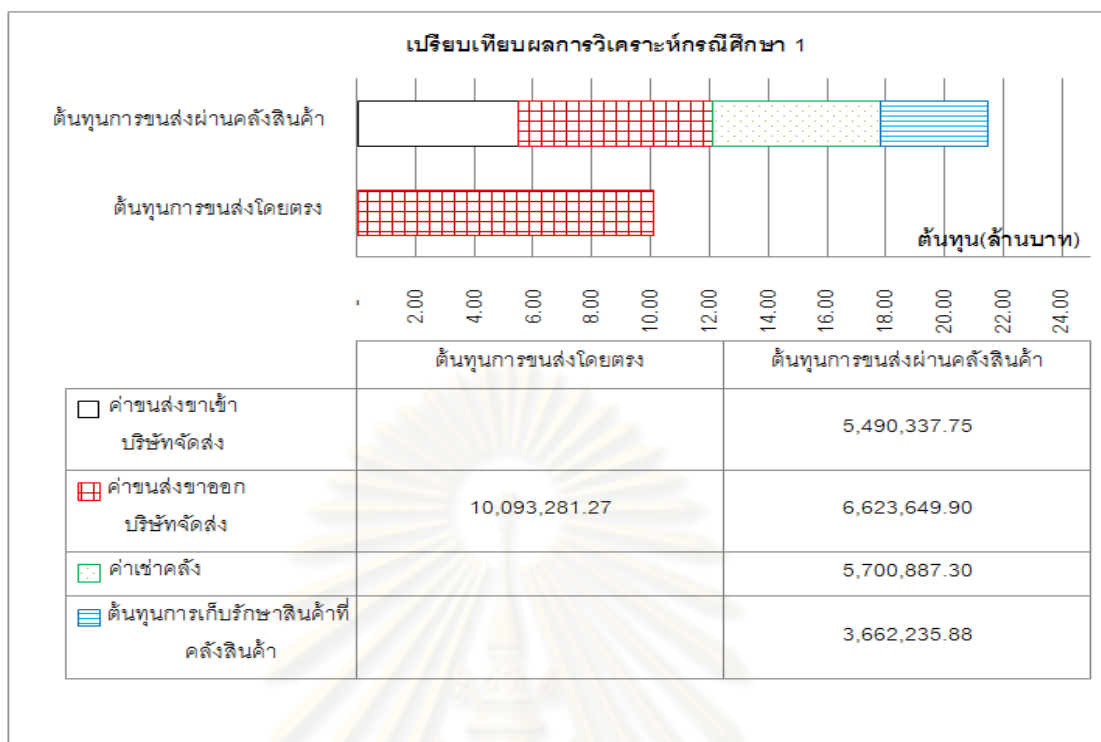 เปรียบเทียบผลการวิเคราะห์กรณีศึกษา 1
ต้นทุนการขนส่งผ่านคลังสินค้า
ต้นทุนการขนส่งโดยตรง
ต้นทุน(ล้านบาท)
- 2.00 4.00 6.00 8.00 10.00 12.00 14.00 16.00 18.00 20.00 22.00 24.00
ต้นทุนการขนส่งโดยตรง ต้นทุนการขนส่งผ่านคลังสินค้า
ค่าขนส่งขาเข้า
บริษัทจัดส่ง
5,490,337.75
ค่าขนส่งขาออก
บริษัทจัดส่ง
10,093,281.27 6,623,649.90
ค่าเช่าคลัง 5,700,887.30
ต้นทุนการเก็บรักษาสินค้าที่
คลังสินค้า
3,662,235.88